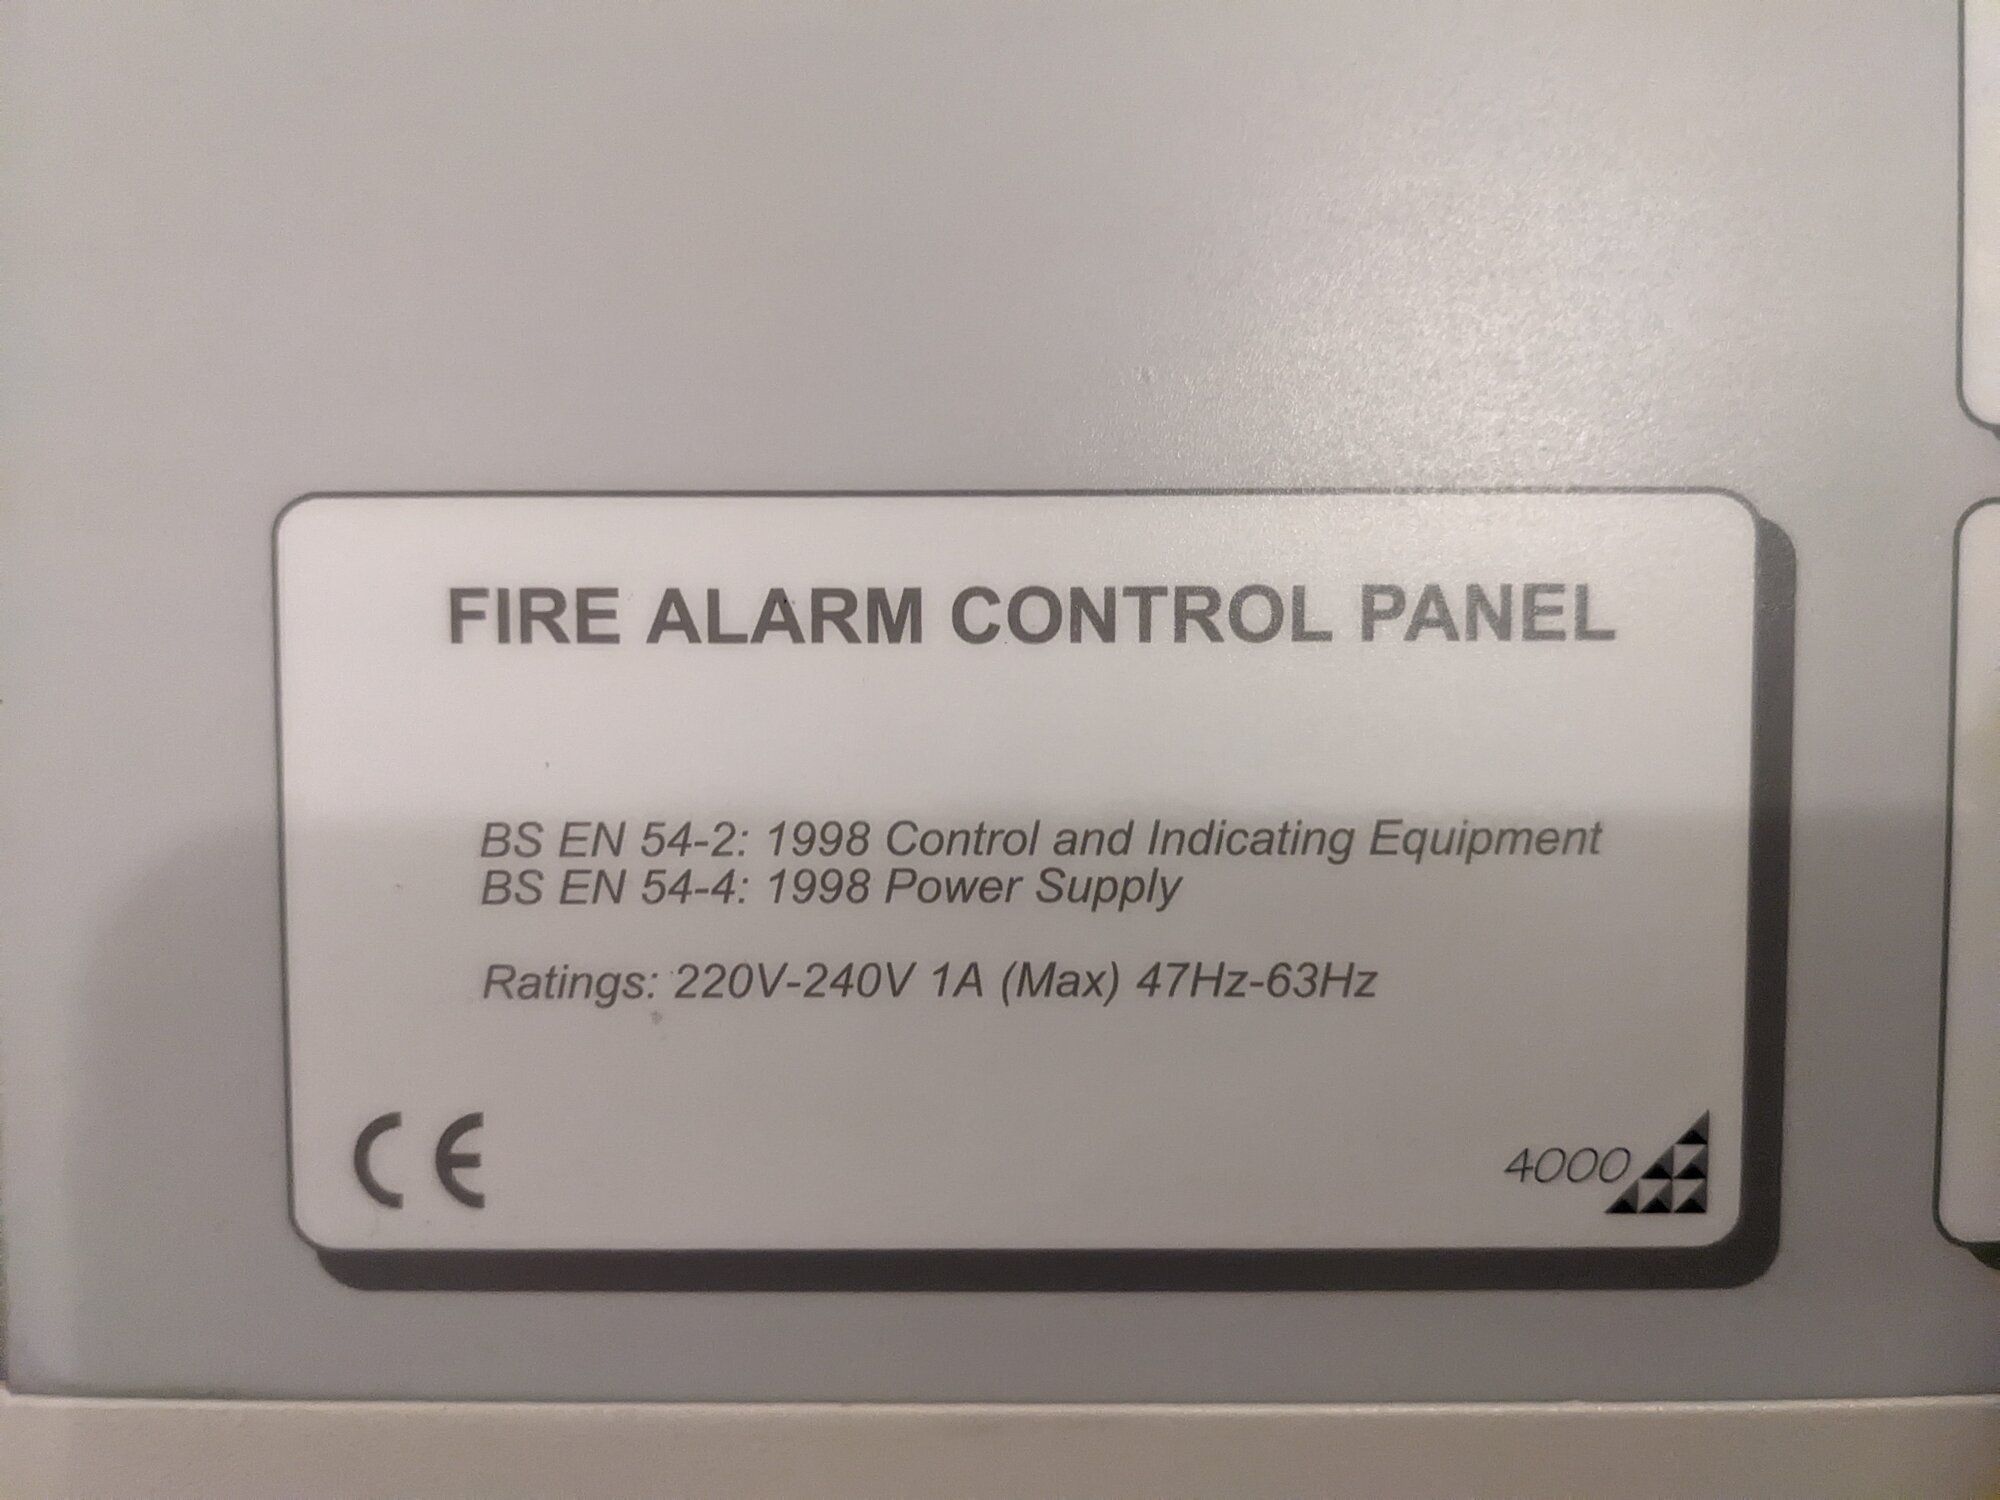 FIRE ALARM CONTROL PANEL
BS EN 54-2: 1998 Control and Indicating Equipment
BS EN 54-4: 1998 Power Supply
Ratings: 220V-240V 1A (Max) 47Hz-63Hz
CE
4000